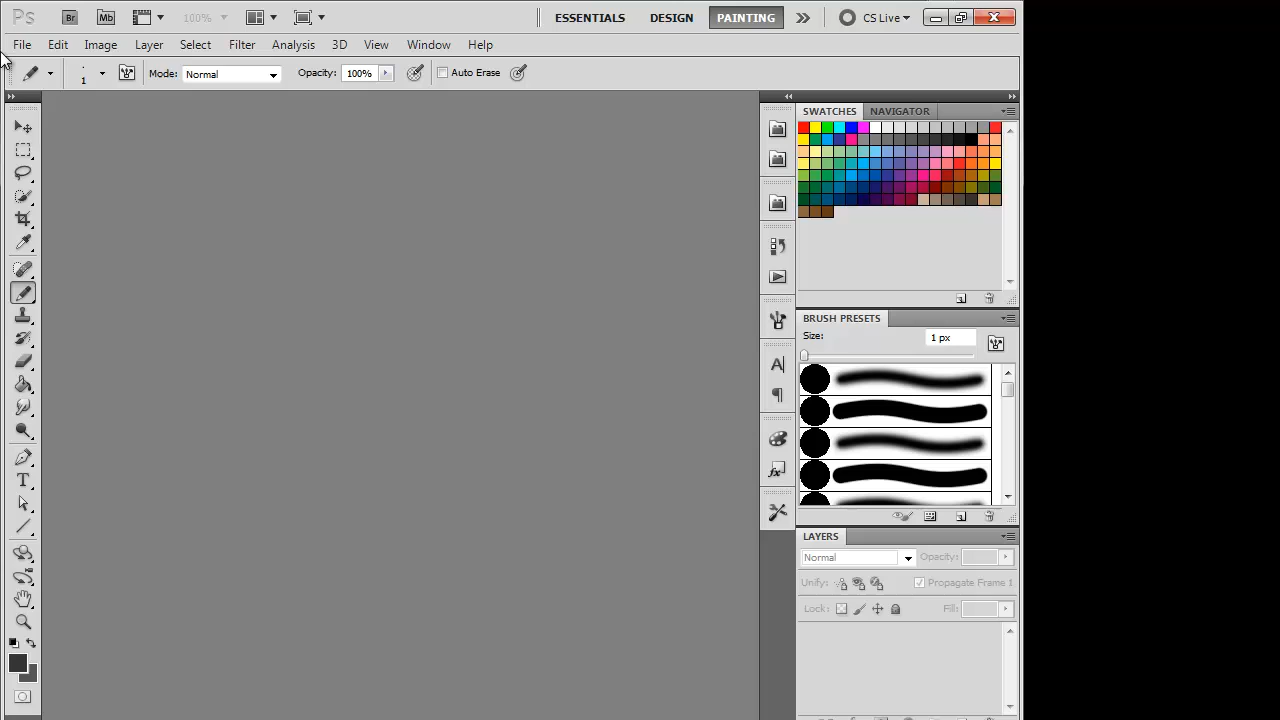 Ps Br Mb 100% ESSENTIALS DESIGN PAINTING CS Live
File Edit Image Layer Select Filter Analysis 3D View Window Help
1 Mode: Normal Opacity: 100% Auto Erase
SWATCHES NAVIGATOR
BRUSH PRESETS
Size: 1 px
LAYERS
Normal Opacity:
Unify: Propagate Frame 1
Lock: Fill: